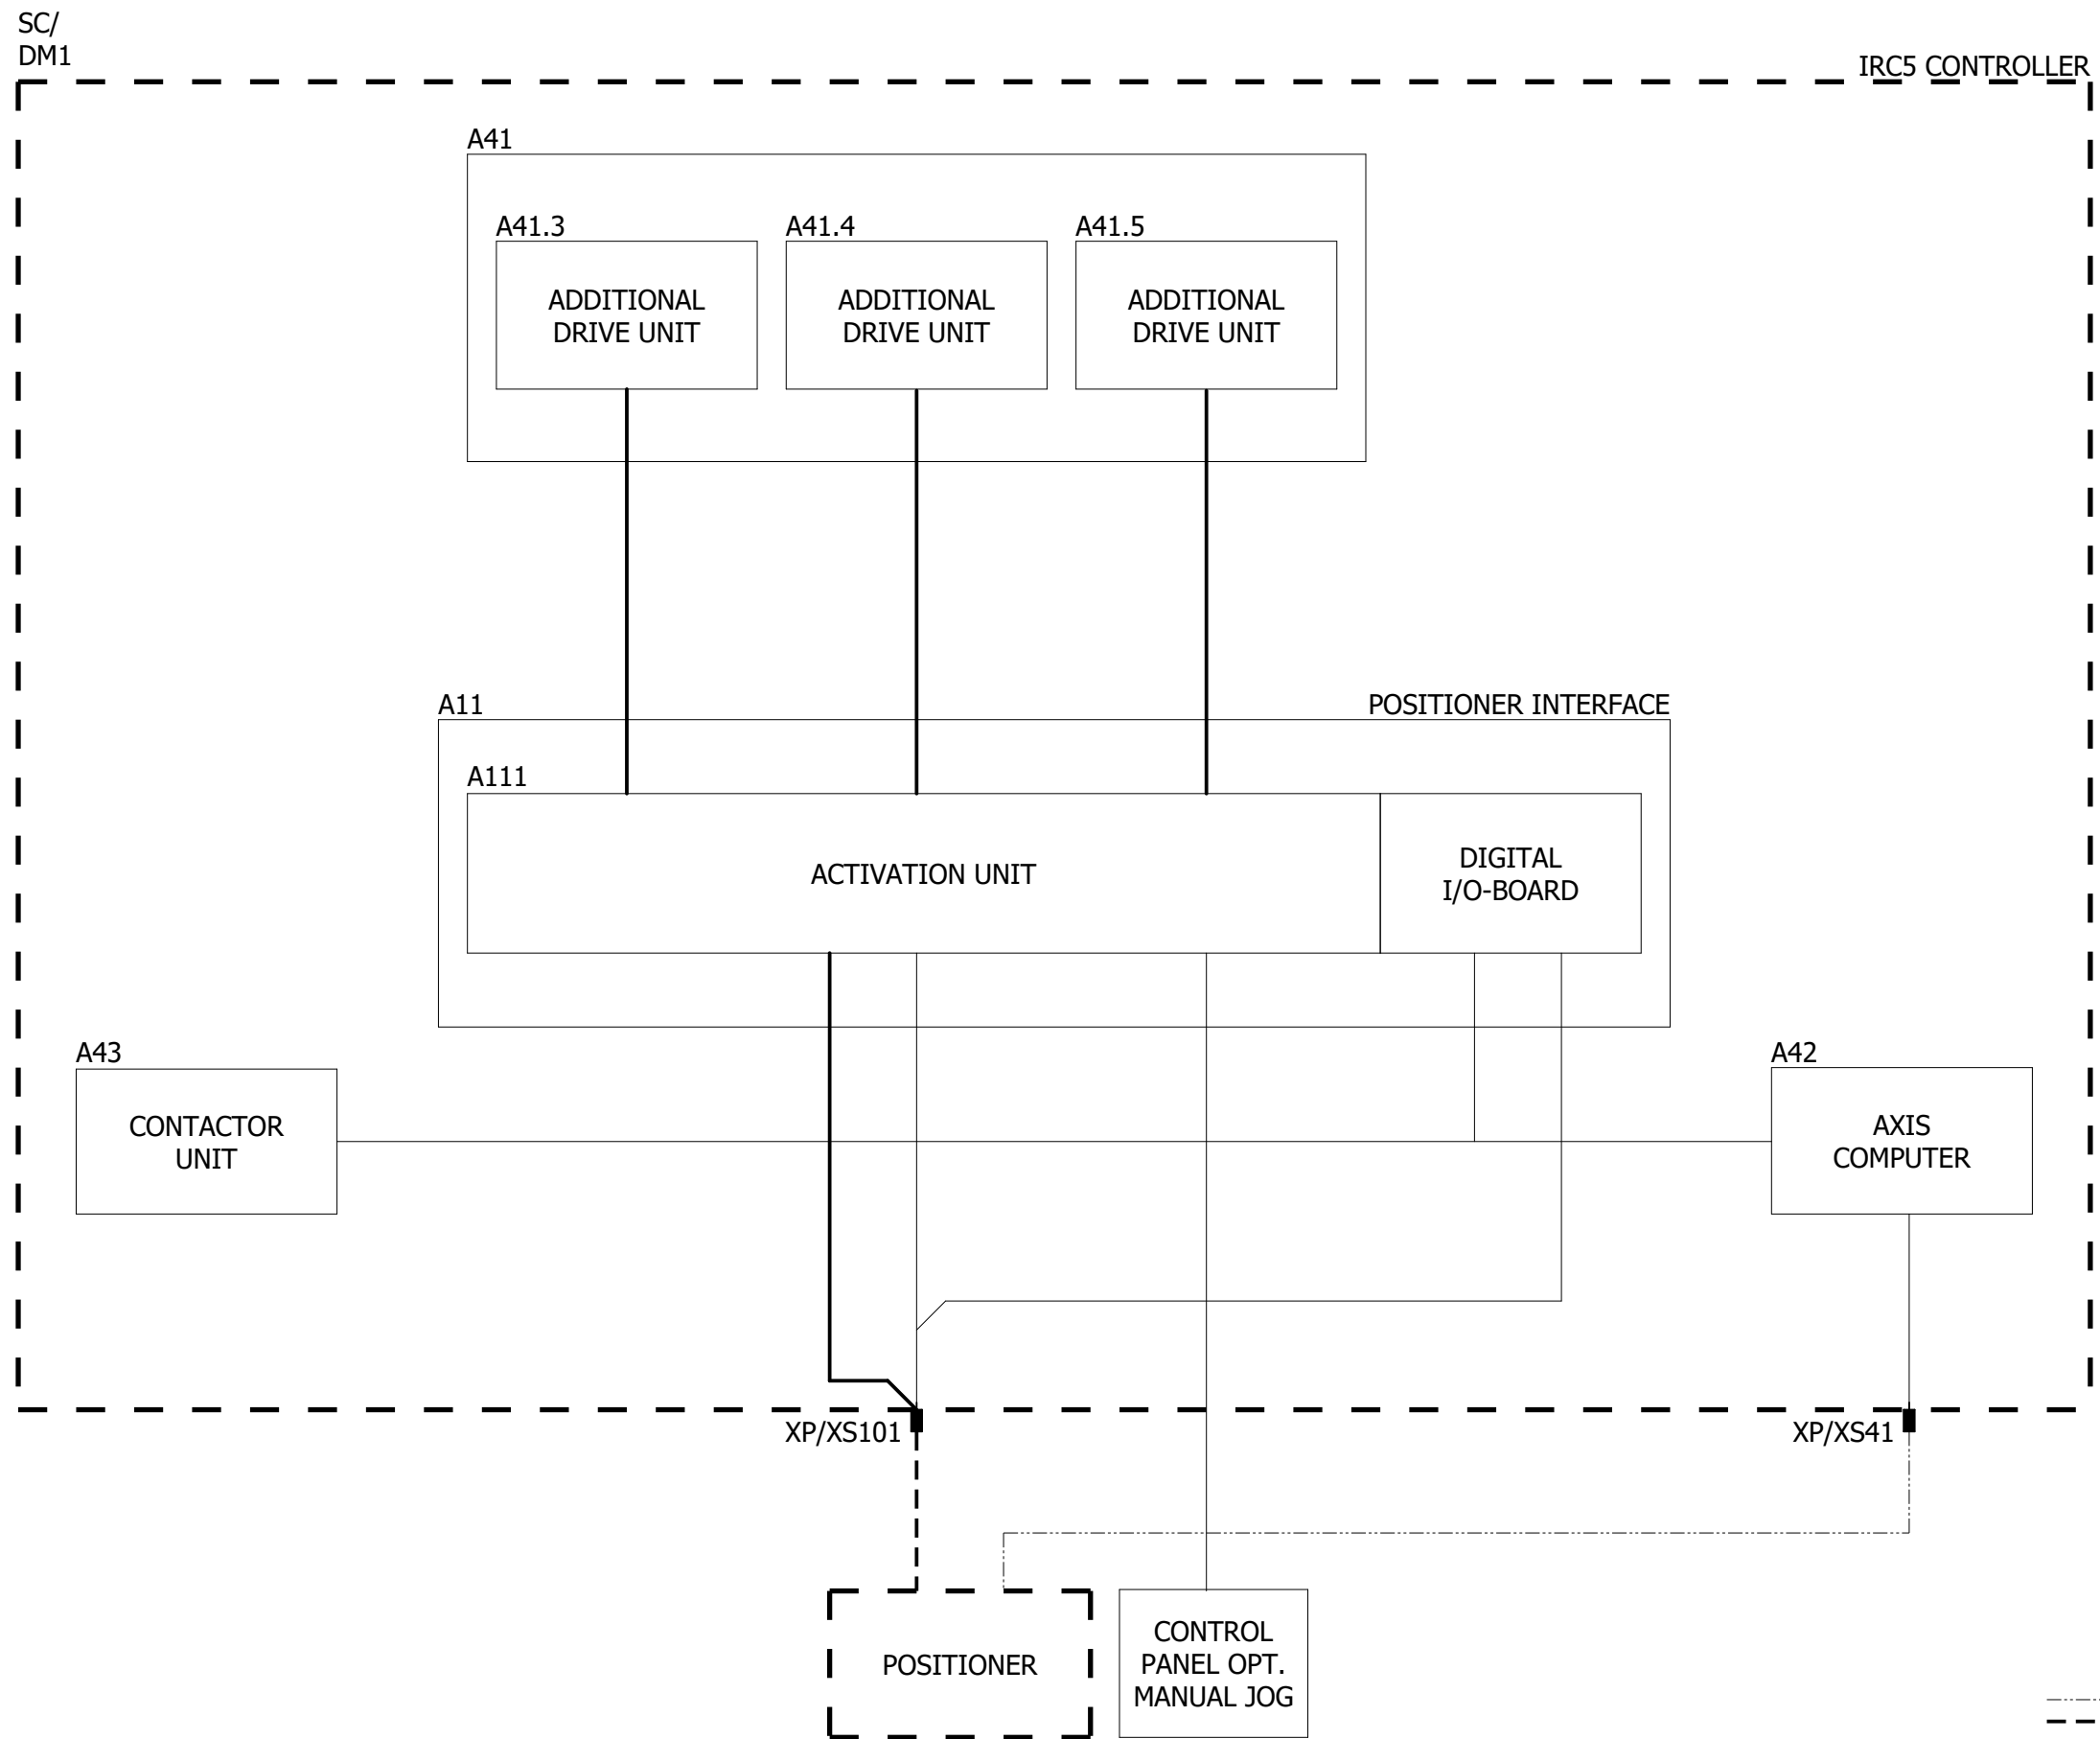 SC/
DM1
IRC5 CONTROLLER
A41
A41.3
A41.4
A41.5
ADDITIONAL
DRIVE UNIT
ADDITIONAL
DRIVE UNIT
ADDITIONAL
DRIVE UNIT
A11
POSITIONER INTERFACE
A111
ACTIVATION UNIT
DIGITAL
I/O-BOARD
A43
CONTACTOR
UNIT
A42
AXIS
COMPUTER
XP/XS101
XP/XS41
POSITIONER
CONTROL
PANEL OPT.
MANUAL JOG